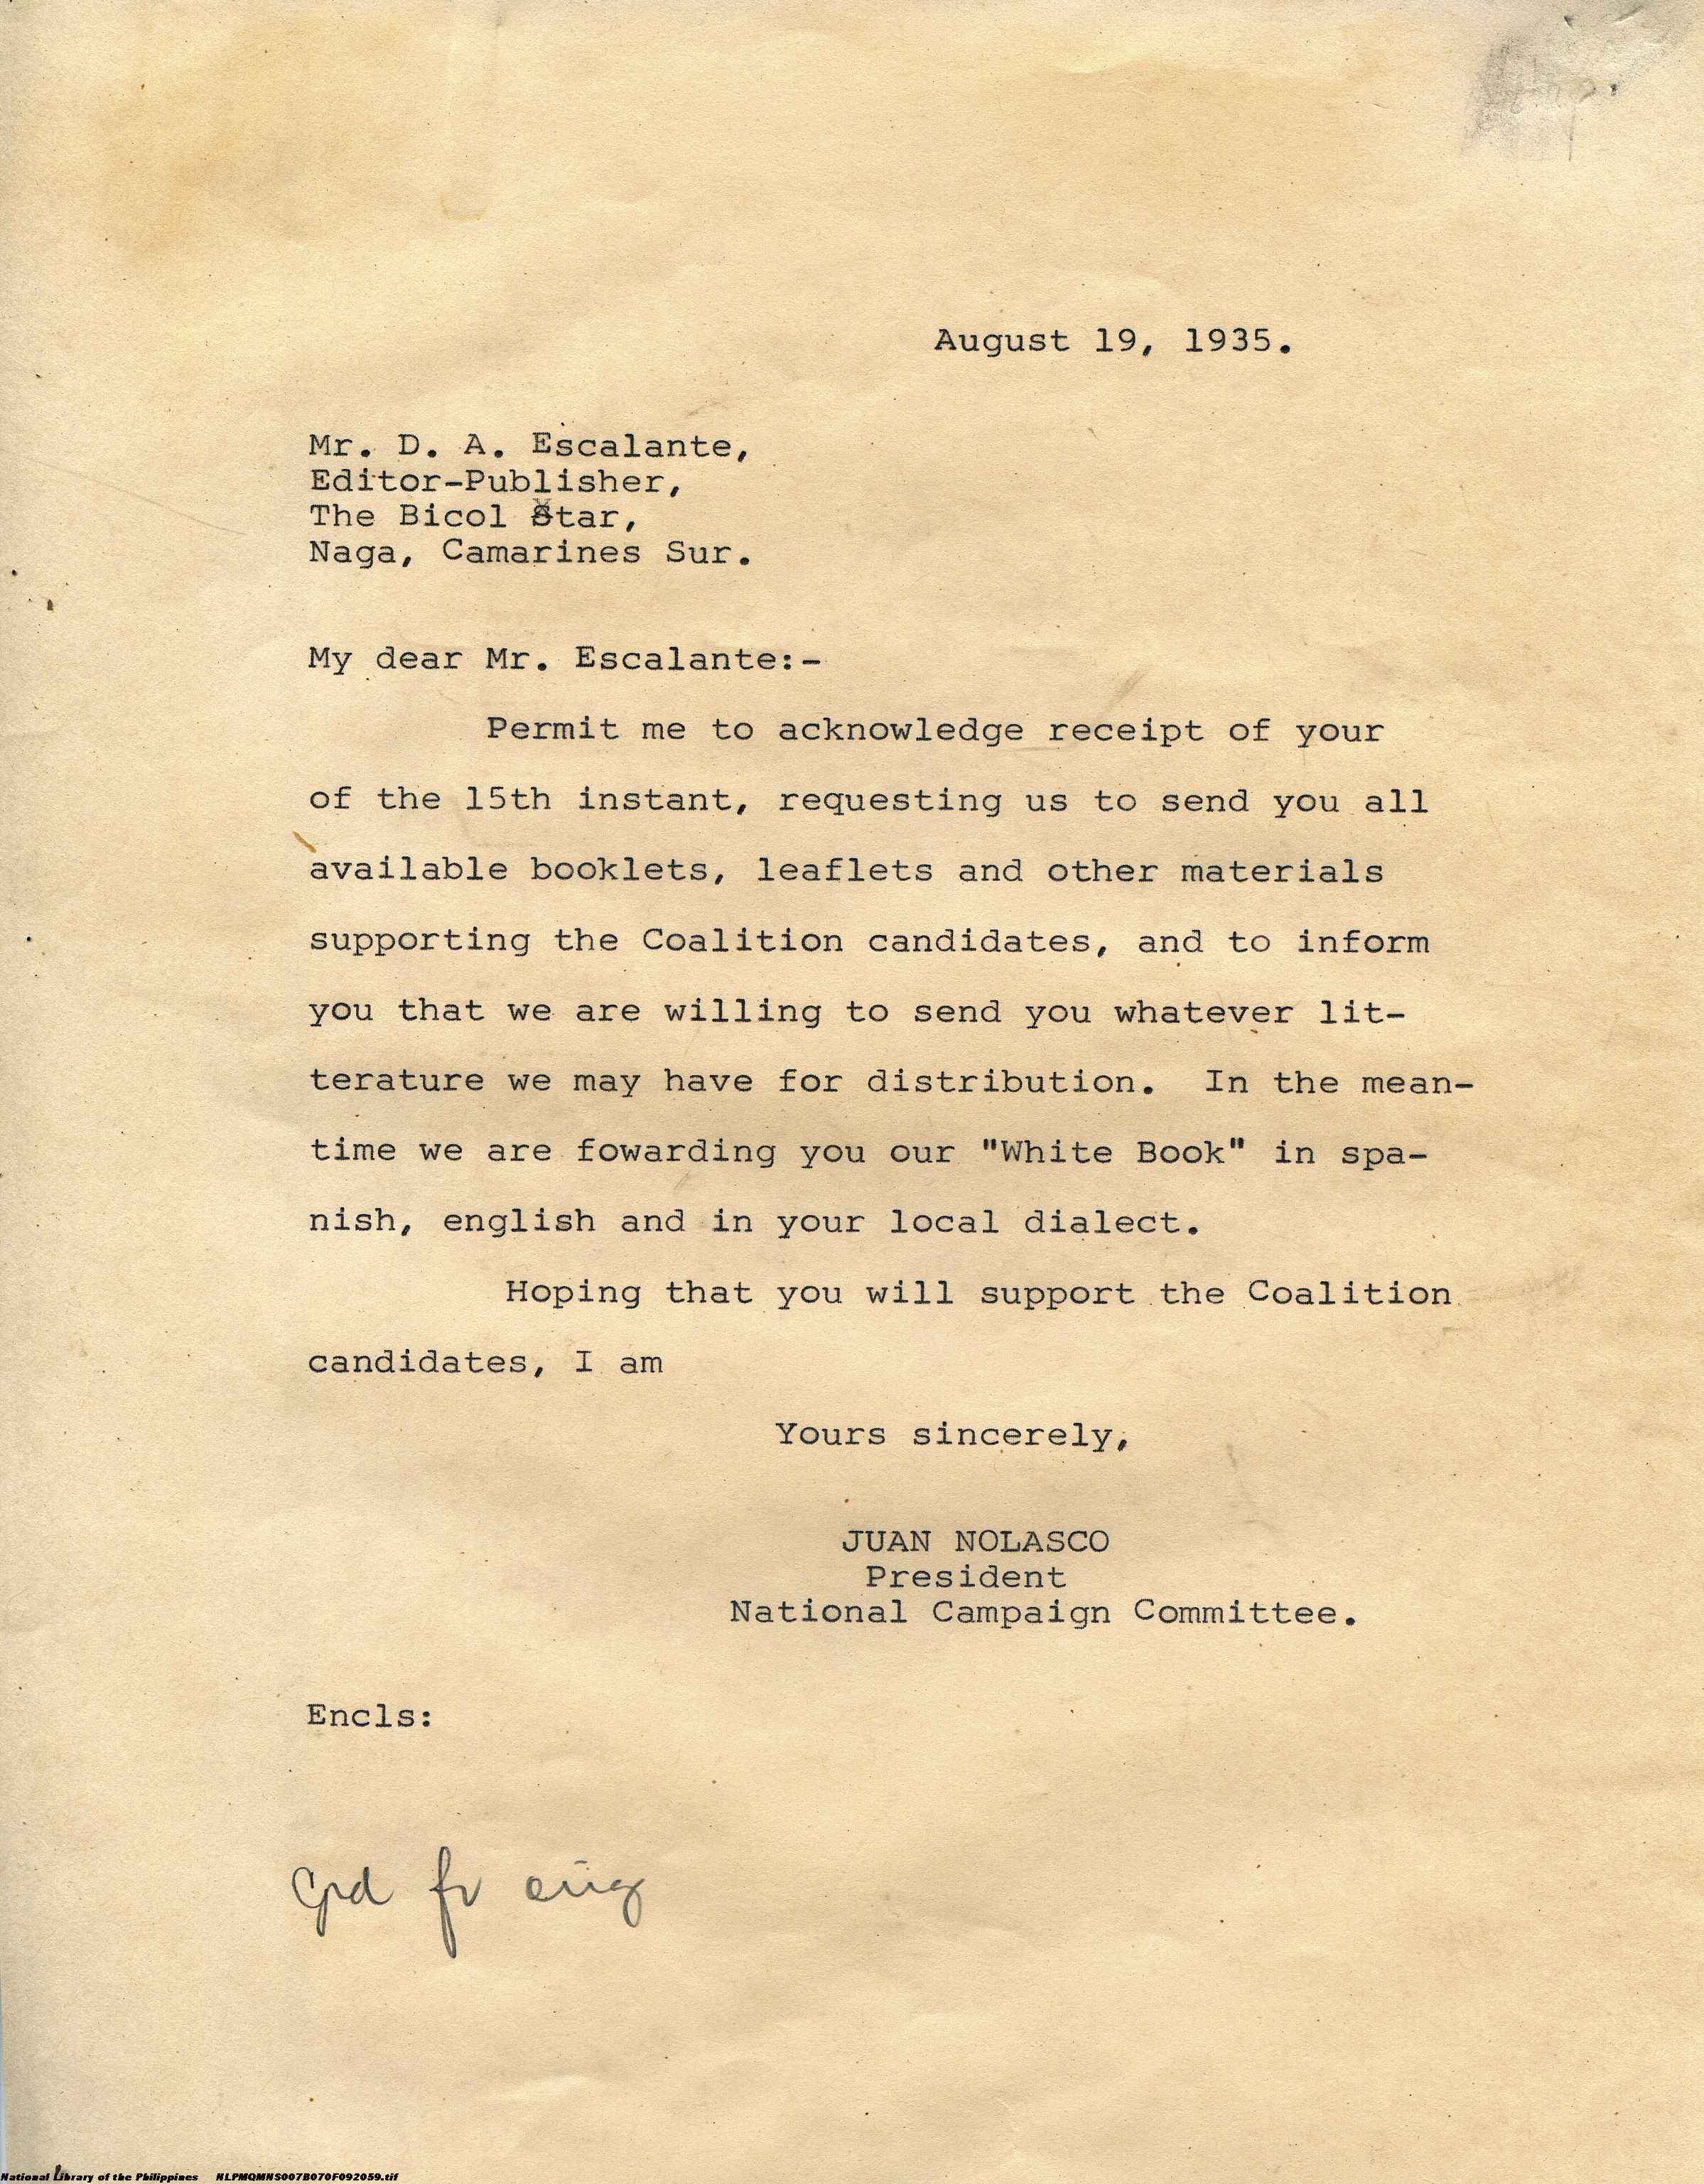 August 19, 1935.
Mr. D. A. Escalante,
Editor-Publisher,
The Bicol Star,
Naga, Camarines Sur.
My dear Mr. Escalante:-
Permit me to acknowledge receipt of your
of the 15th instant, requesting us to send you all
available booklets, leaflets and other materials
supporting the Coalition candidates, and to inform
you that we are willing to send you whatever lit-
terature we may have for distribution. In the mean-
time we are fowarding you our "White Book" in spa-
nish, english and in your local dialect.
Hoping that you will support the Coalition
candidates, I am
Yours sincerely,
JUAN NOLASCO
President
National Campaign Committee.
Encls:
National Library of the Philippines NLPMQMNS007B070F092059.tif